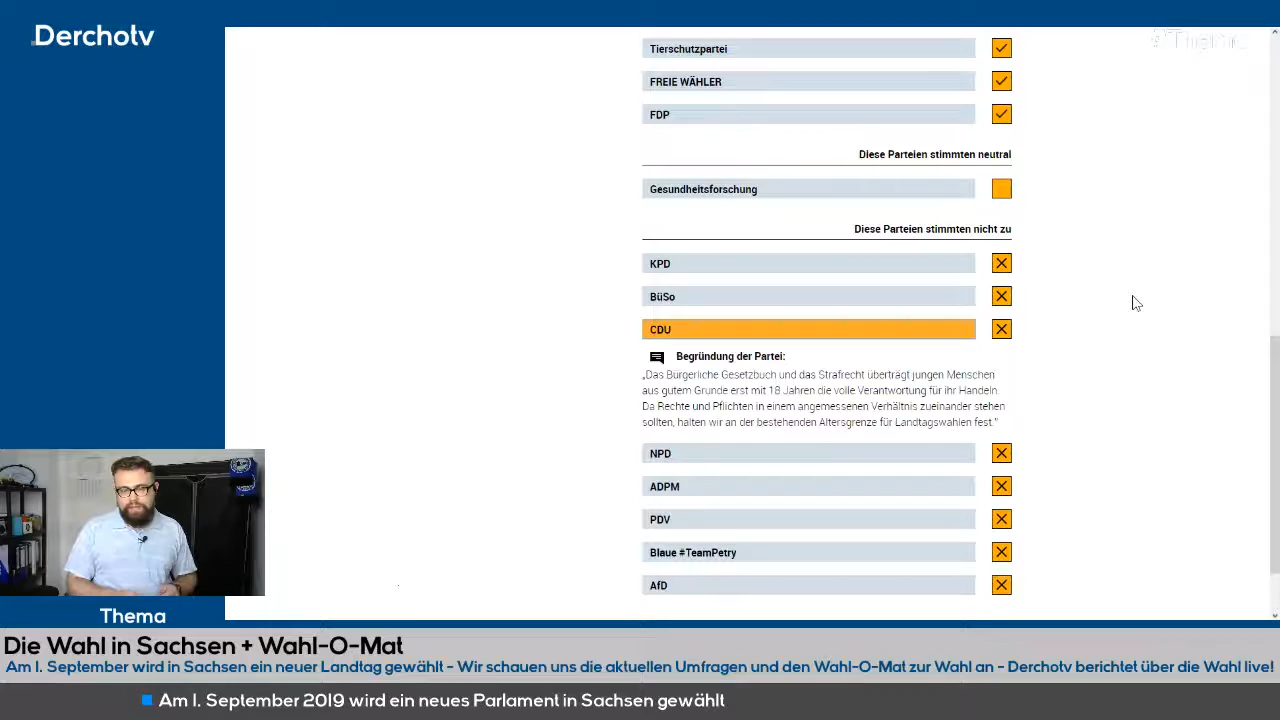 Derchotv
#Thema
Tierschutzpartei
FREIE WÄHLER
FDP
Diese Parteien stimmten neutral
Gesundheitsforschung
Diese Parteien stimmten nicht zu
KPD
BüSo
CDU
Begründung der Partei:
„Das Bürgerliche Gesetzbuch und das Strafrecht überträgt jungen Menschen
aus gutem Grunde erst mit 18 Jahren die volle Verantwortung für ihr Handeln.
Da Rechte und Pflichten in einem angemessenen Verhältnis zueinander stehen
sollten, halten wir an der bestehenden Altersgrenze für Landtagswahlen fest."
NPD
ADPM
PDV
Blaue #TeamPetry
AfD
Thema
Die Wahl in Sachsen + Wahl-O-Mat
Am 1. September wird in Sachsen ein neuer Landtag gewählt - Wir schauen uns die aktuellen Umfragen und den Wahl-O-Mat zur Wahl an - Derchotv berichtet über die Wahl live!
Am 1. September 2019 wird ein neues Parlament in Sachsen gewählt